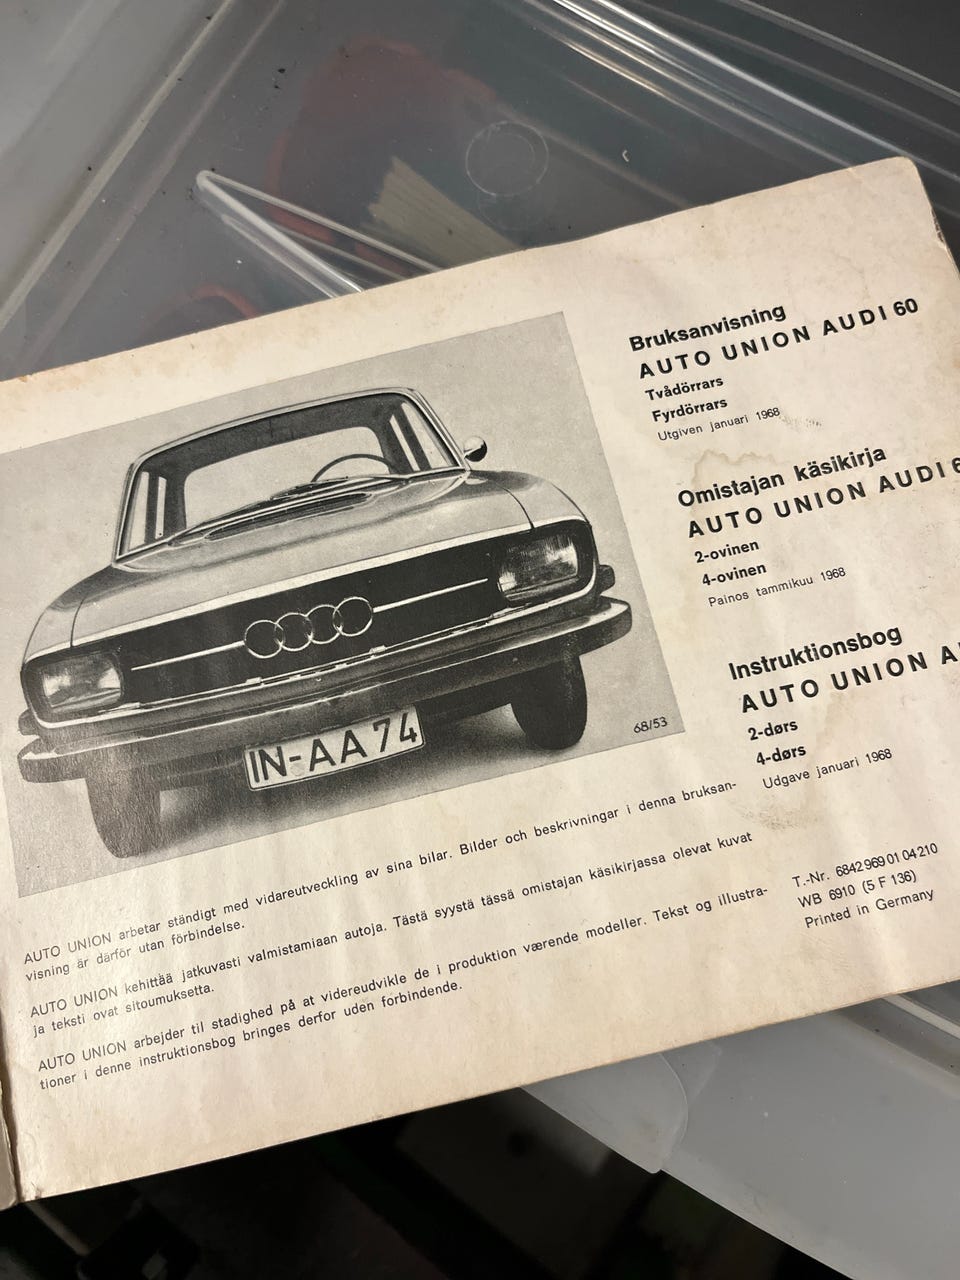 Bruksanvisning
AUTO UNION AUDI 60
Tvådörrars
Fyrdörrars
Utgiven januari 1968
Omistajan käsikirja
AUTO UNION AUDI 6
2-ovinen
4-ovinen
Painos tammikuu 1968
Instruktionsbog
AUTO UNION A
2-dørs
4-dørs
Udgave januari 1968
68/53
IN-AA 74
AUTO UNION arbetar ständigt med vidareutveckling av sina bilar. Bilder och beskrivningar i denna bruksan-
visning är därför utan förbindelse.
AUTO UNION kehittää jatkuvasti valmistamiaan autoja. Tästä syystä tässä omistajan käsikirjassa olevat kuvat
ja teksti ovat sitoumuksetta.
AUTO UNION arbejder til stadighed på at videreudvikle de i produktion værende modeller. Tekst og illustra-
tioner i denne instruktionsbog bringes derfor uden forbindende.
T.-Nr. 6842 969 01 04 210
WB 6910 (5 F 136)
Printed in Germany